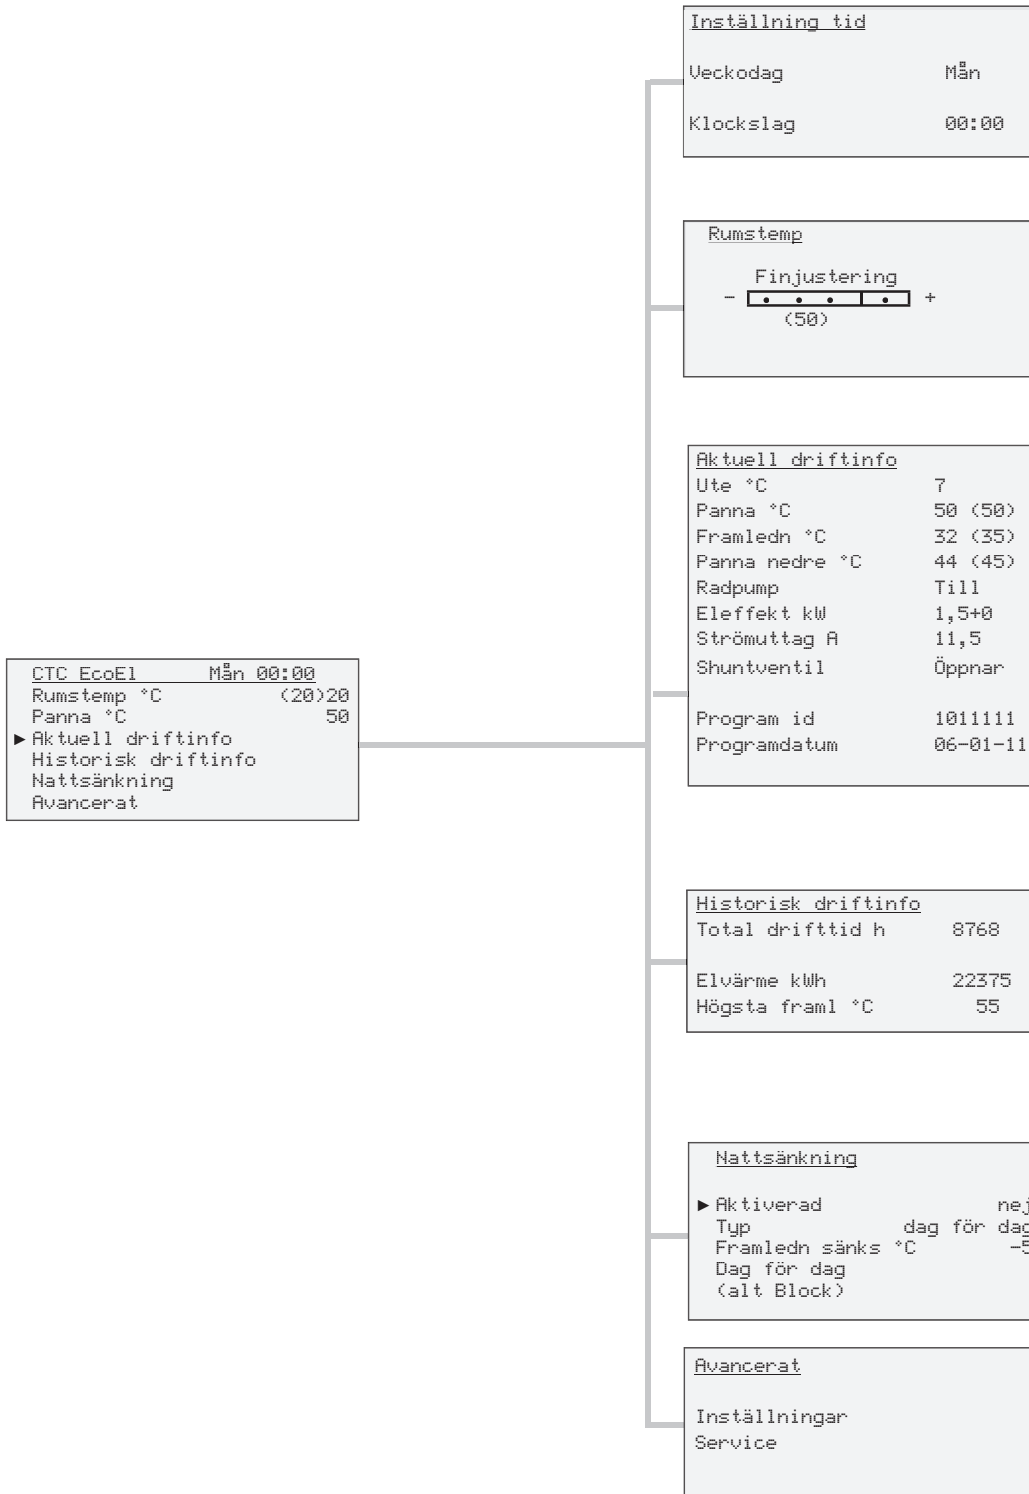 Inställning tid
Veckodag Mån
Klockslag 00:00
Rumstemp
Finjustering
- +
(50)
Aktuell driftinfo
Ute °C 7
Panna °C 50 (50)
Framledn °C 32 (35)
Panna nedre °C 44 (45)
Radpump Till
Eleffekt kW 1,5+0
Strömuttag A 11,5
Shuntventil Öppnar
Program id 1011111
Programdatum 06-01-11
CTC EcoEl Mån 00:00
Rumstemp °C (20)20
Panna °C 50
►Aktuell driftinfo
Historisk driftinfo
Nattsänkning
Avancerat
Historisk driftinfo
Total drifttid h 8768
Elvärme kWh 22375
Högsta framl °C 55
Nattsänkning
►Aktiverad nej
Typ dag för dag
Framledn sänks °C -5
Dag för dag
(alt Block)
Avancerat
Inställningar
Service